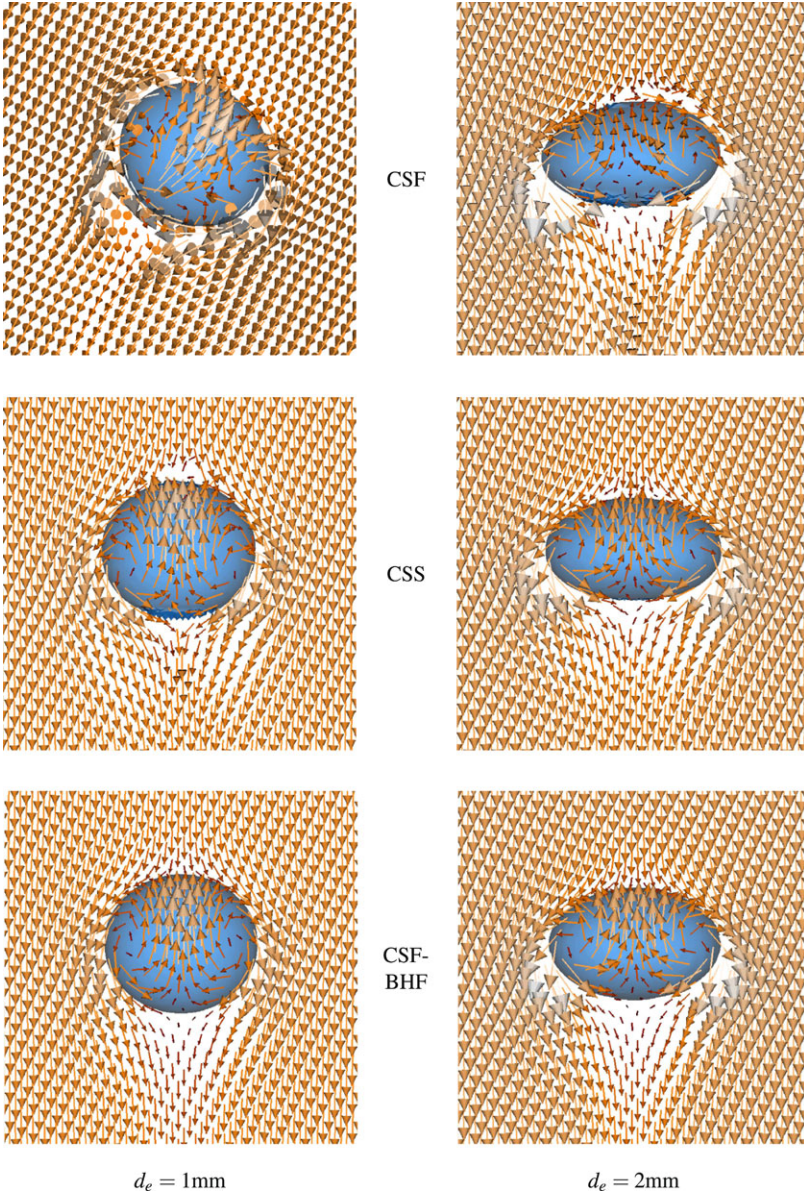 CSF
CSS
CSF-
BHF
d_e = 1mm
d_e = 2mm